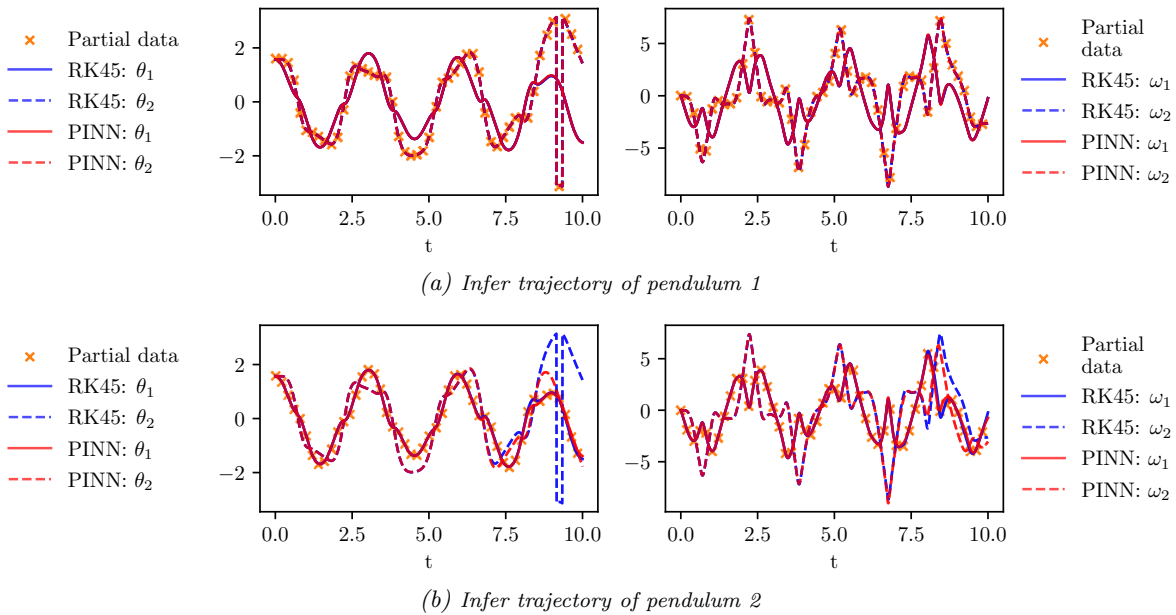 Partial data
RK45: θ₁
RK45: θ₂
PINN: θ₁
PINN: θ₂
2
0
−2
0.0 2.5 5.0 7.5 10.0
t
5
0
−5
0.0 2.5 5.0 7.5 10.0
t
Partial
data
RK45: ω₁
RK45: ω₂
PINN: ω₁
PINN: ω₂
(a) Infer trajectory of pendulum 1
Partial data
RK45: θ₁
RK45: θ₂
PINN: θ₁
PINN: θ₂
2
0
−2
0.0 2.5 5.0 7.5 10.0
t
5
0
−5
0.0 2.5 5.0 7.5 10.0
t
Partial
data
RK45: ω₁
RK45: ω₂
PINN: ω₁
PINN: ω₂
(b) Infer trajectory of pendulum 2